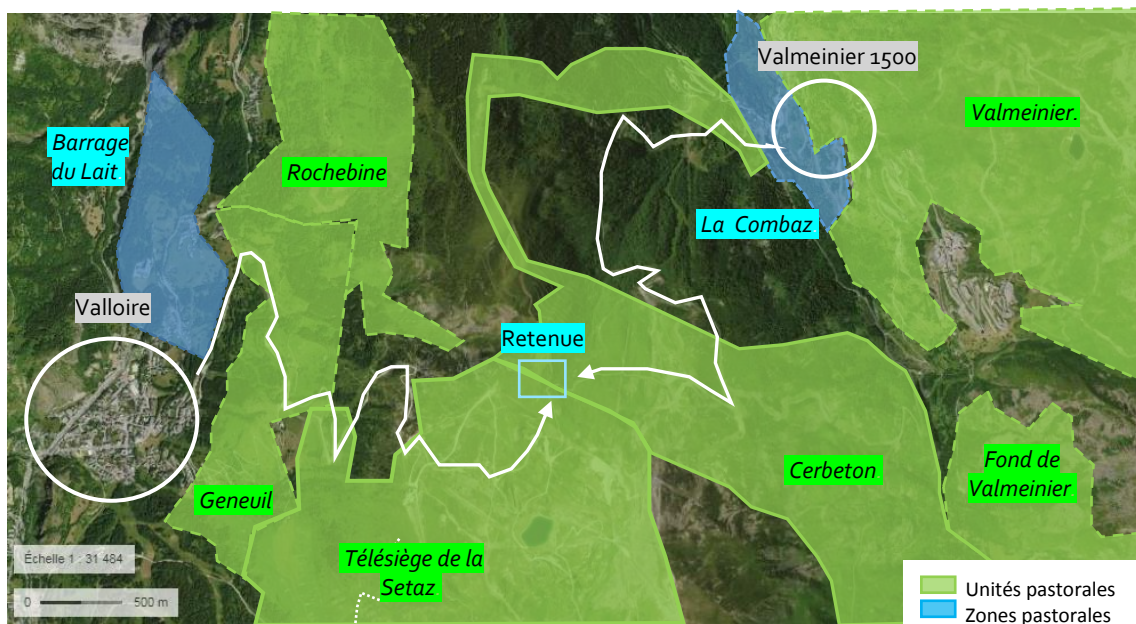 Valmeinier 1500
Valmeinier.
Barrage
du Lait.
Rochebine
La Combaz.
Valloire
Retenue
Geneuil
Cerbeton
Fond de
Valmeinier.
Télésiège de la
Setaz.
Échelle 1 : 31 484
0 500 m
Unités pastorales
Zones pastorales